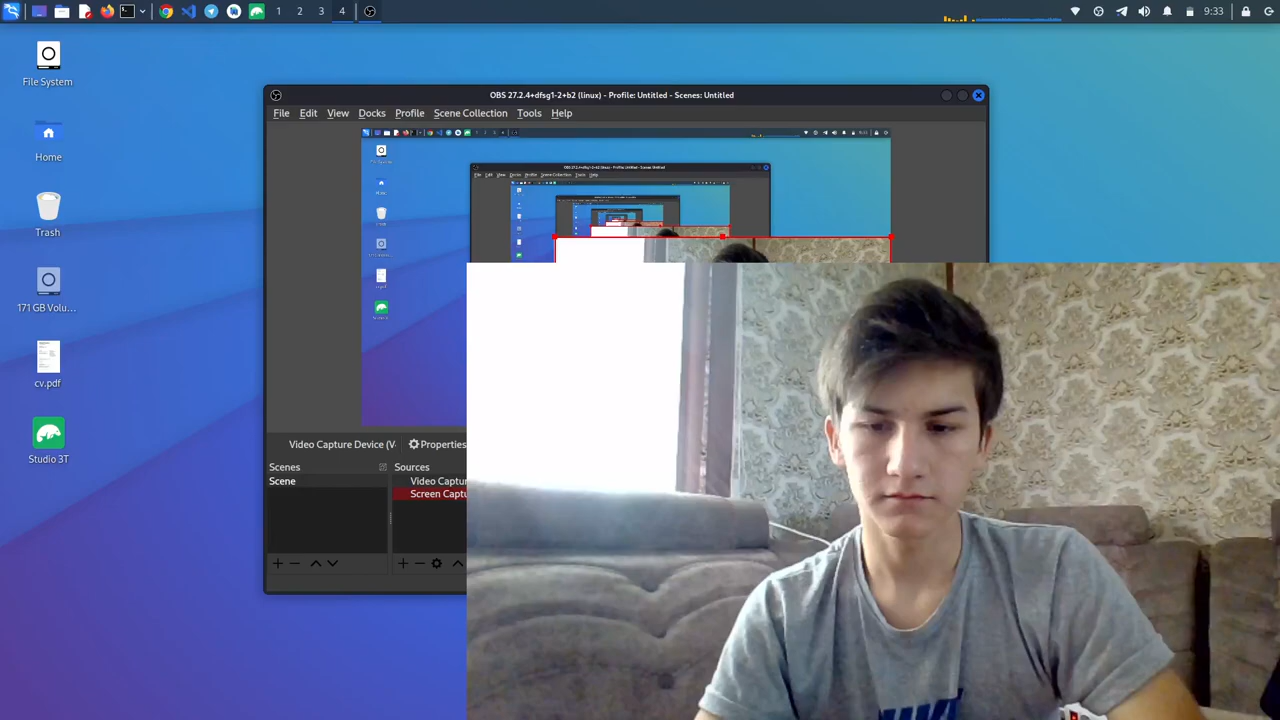 1 2 3 4
9:33
File System
Home
Trash
171 GB Volu...
cv.pdf
Studio 3T
OBS 27.2.4+dfsg1-2+b2 (linux) - Profile: Untitled - Scenes: Untitled
File Edit View Docks Profile Scene Collection Tools Help
Video Capture Device (V
Properties
Scenes
Scene
Sources
Video Captu
Screen Captu